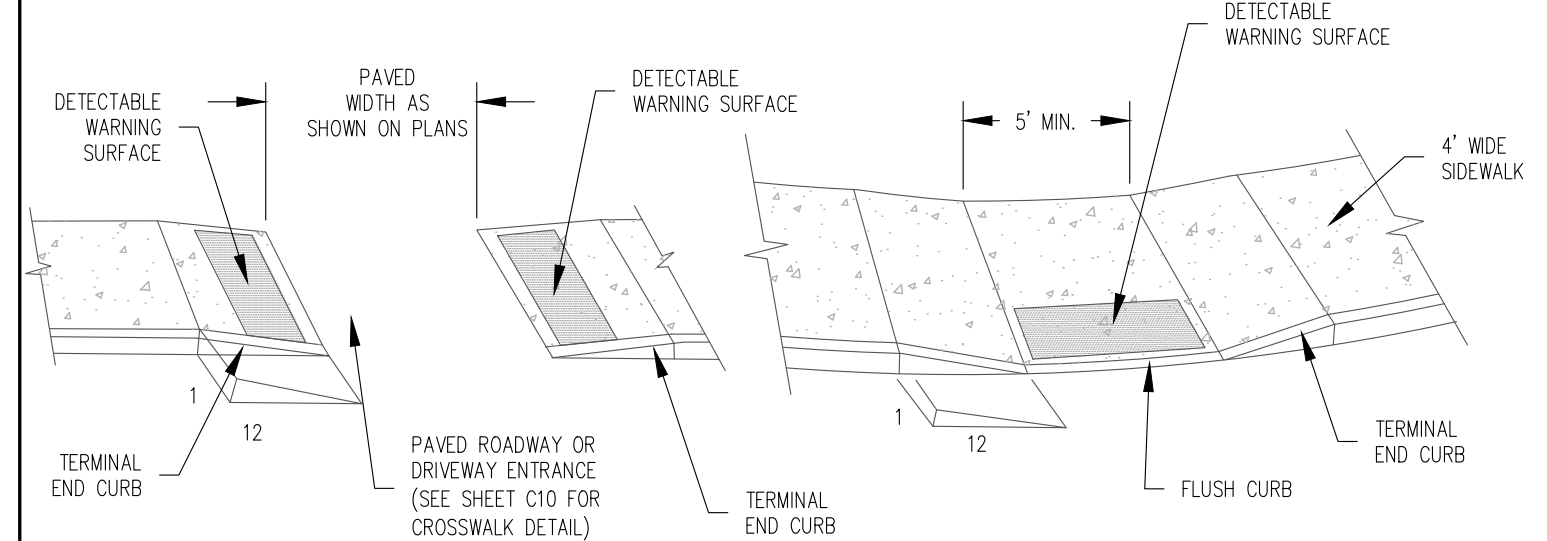 DETECTABLE
WARNING
SURFACE
PAVED
WIDTH AS
SHOWN ON PLANS
DETECTABLE
WARNING SURFACE
DETECTABLE
WARNING SURFACE
5' MIN.
4' WIDE
SIDEWALK
1
12
TERMINAL
END CURB
PAVED ROADWAY OR
DRIVEWAY ENTRANCE
(SEE SHEET C10 FOR
CROSSWALK DETAIL)
TERMINAL
END CURB
1
12
FLUSH CURB
TERMINAL
END CURB